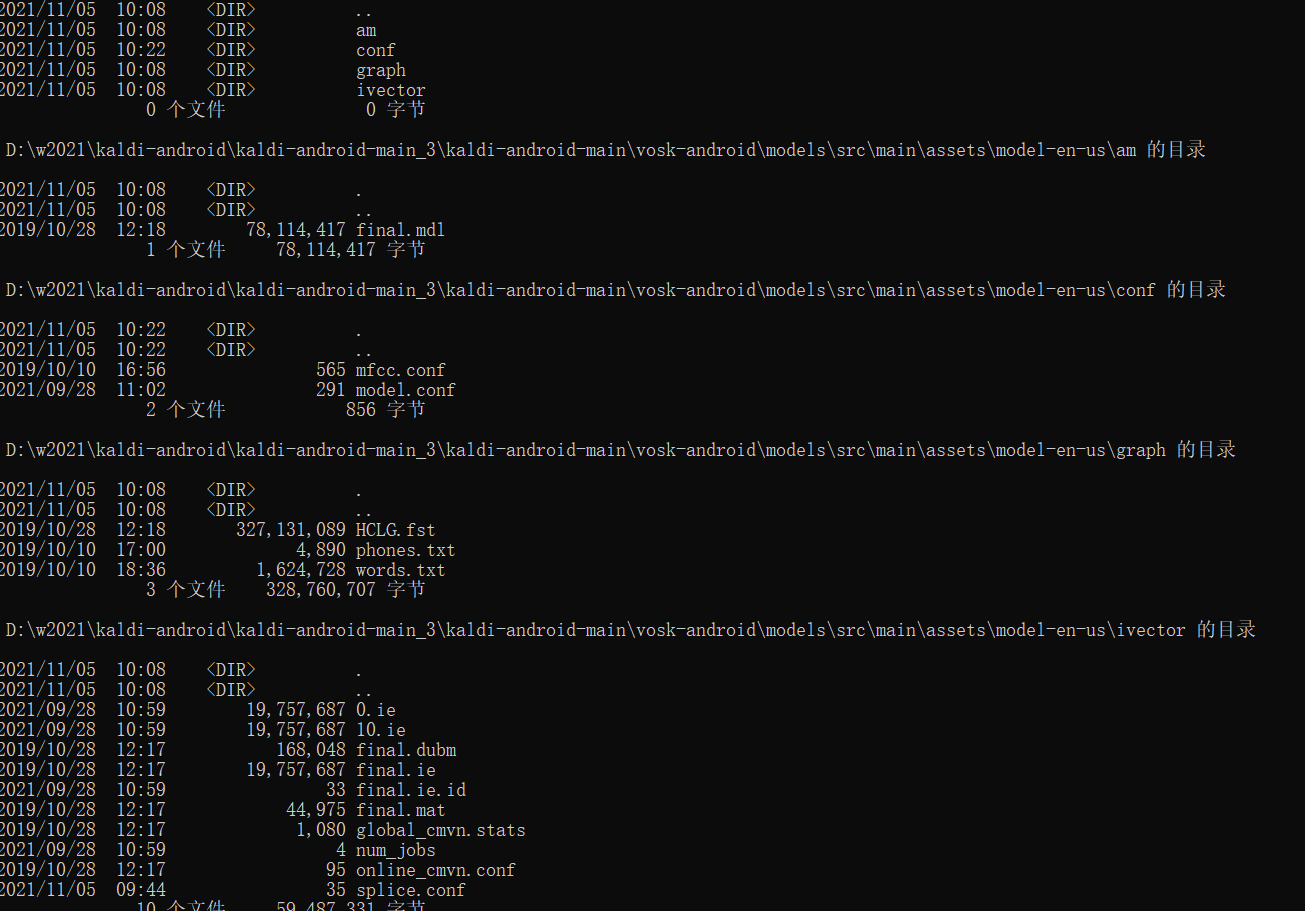 2021/11/05  10:08    <DIR>          ..
2021/11/05  10:08    <DIR>          am
2021/11/05  10:22    <DIR>          conf
2021/11/05  10:08    <DIR>          graph
2021/11/05  10:08    <DIR>          ivector
0 个文件              0 字节
D:\w2021\kaldi-android\kaldi-android-main_3\kaldi-android-main\vosk-android\models\src\main\assets\model-en-us\am 的目录
2021/11/05  10:08    <DIR>          .
2021/11/05  10:08    <DIR>          ..
2019/10/28  12:18        78,114,417 final.mdl
1 个文件     78,114,417 字节
D:\w2021\kaldi-android\kaldi-android-main_3\kaldi-android-main\vosk-android\models\src\main\assets\model-en-us\conf 的目录
2021/11/05  10:22    <DIR>          .
2021/11/05  10:22    <DIR>          ..
2019/10/10  16:56               565 mfcc.conf
2021/09/28  11:02               291 model.conf
2 个文件            856 字节
D:\w2021\kaldi-android\kaldi-android-main_3\kaldi-android-main\vosk-android\models\src\main\assets\model-en-us\graph 的目录
2021/11/05  10:08    <DIR>          .
2021/11/05  10:08    <DIR>          ..
2019/10/28  12:18       327,131,089 HCLG.fst
2019/10/10  17:00             4,890 phones.txt
2019/10/10  18:36         1,624,728 words.txt
3 个文件    328,760,707 字节
D:\w2021\kaldi-android\kaldi-android-main_3\kaldi-android-main\vosk-android\models\src\main\assets\model-en-us\ivector 的目录
2021/11/05  10:08    <DIR>          .
2021/11/05  10:08    <DIR>          ..
2021/09/28  10:59        19,757,687 0.ie
2021/09/28  10:59        19,757,687 10.ie
2019/10/28  12:17           168,048 final.dubm
2019/10/28  12:17        19,757,687 final.ie
2021/09/28  10:59                33 final.ie.id
2019/10/28  12:17            44,975 final.mat
2019/10/28  12:17             1,080 global_cmvn.stats
2021/09/28  10:59                 4 num_jobs
2019/10/28  12:17                95 online_cmvn.conf
2021/11/05  09:44                35 splice.conf
10 个文件     59,487,331 字节